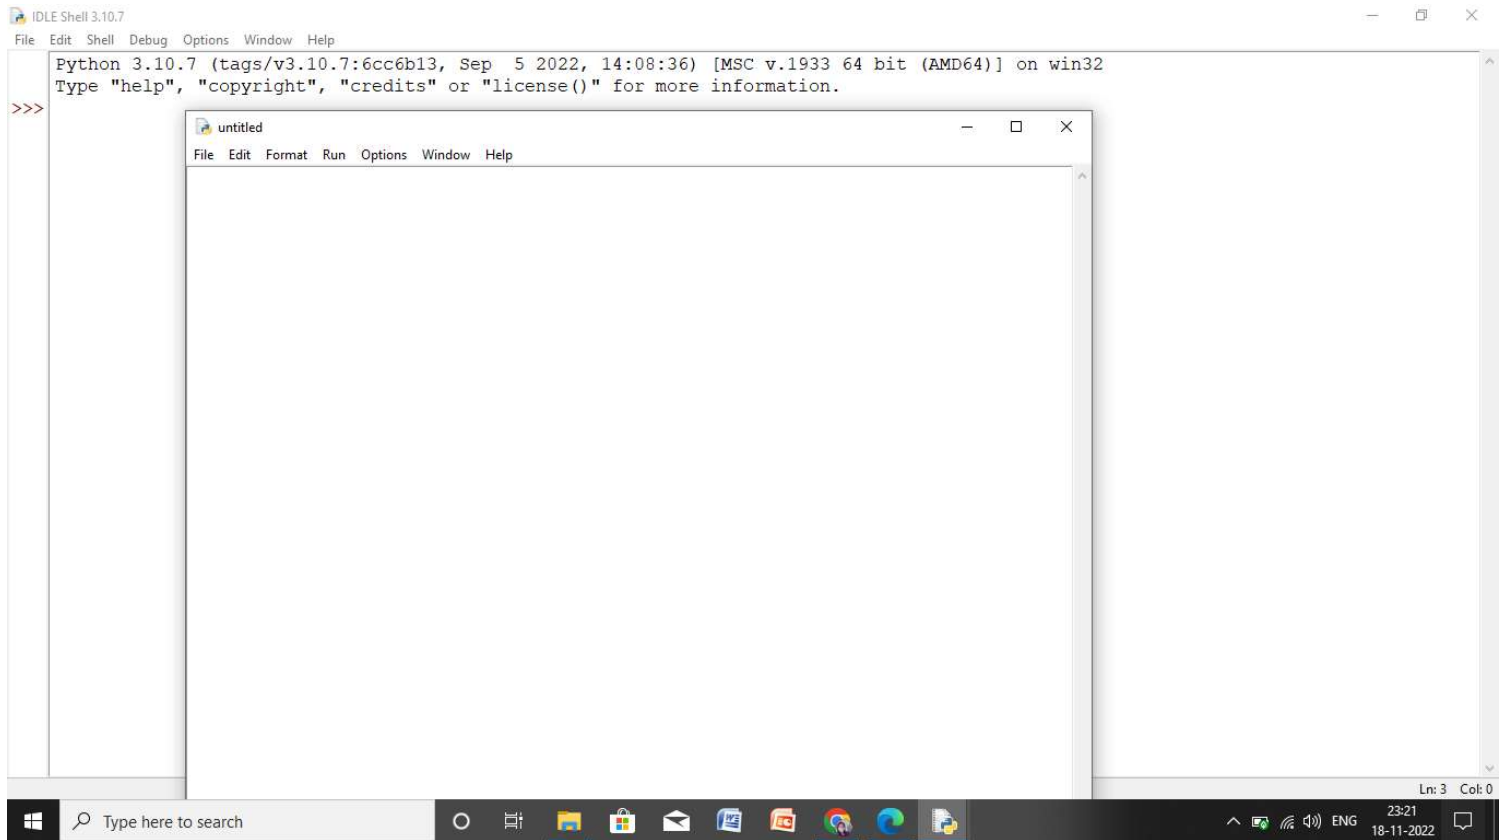 IDLE Shell 3.10.7
File Edit Shell Debug Options Window Help
Python 3.10.7 (tags/v3.10.7:6cc6b13, Sep  5 2022, 14:08:36) [MSC v.1933 64 bit (AMD64)] on win32
Type "help", "copyright", "credits" or "license()" for more information.
>>>
untitled
File Edit Format Run Options Window Help
Ln: 3 Col: 0
Type here to search
ENG
23:21
18-11-2022